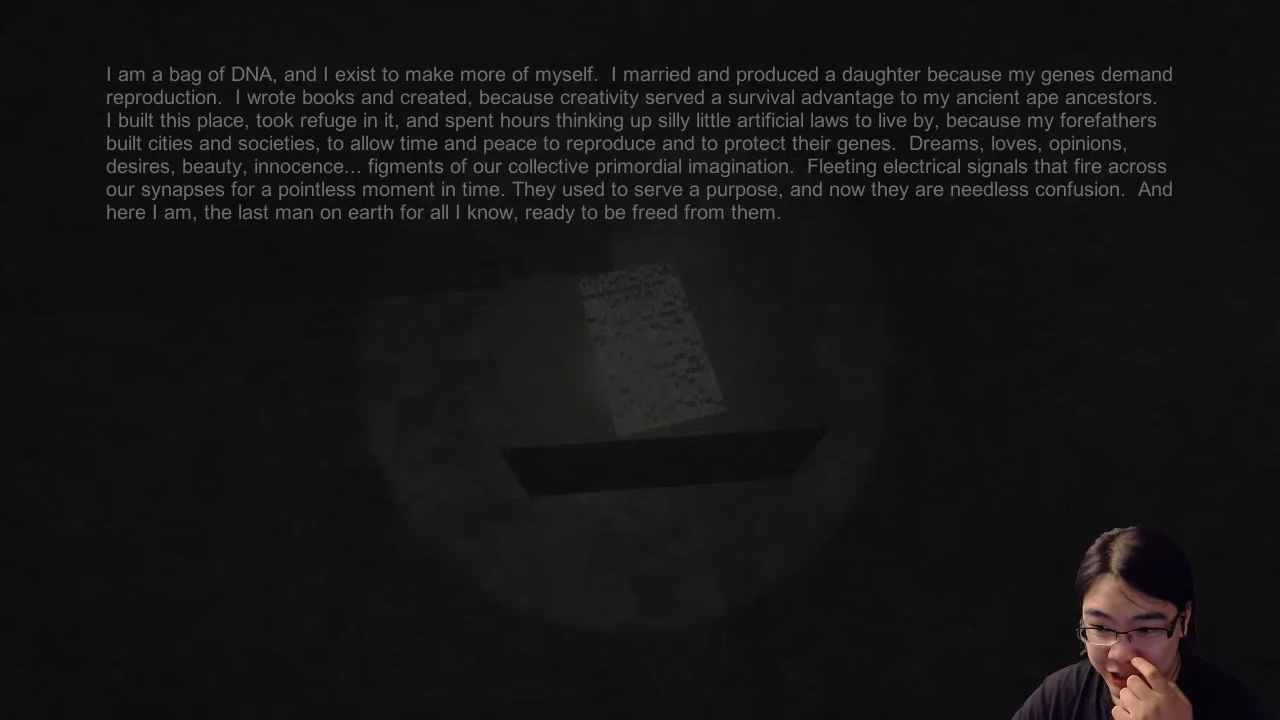 I am a bag of DNA, and I exist to make more of myself.  I married and produced a daughter because my genes demand
reproduction.  I wrote books and created, because creativity served a survival advantage to my ancient ape ancestors.
I built this place, took refuge in it, and spent hours thinking up silly little artificial laws to live by, because my forefathers
built cities and societies, to allow time and peace to reproduce and to protect their genes.  Dreams, loves, opinions,
desires, beauty, innocence... figments of our collective primordial imagination.  Fleeting electrical signals that fire across
our synapses for a pointless moment in time. They used to serve a purpose, and now they are needless confusion.  And
here I am, the last man on earth for all I know, ready to be freed from them.